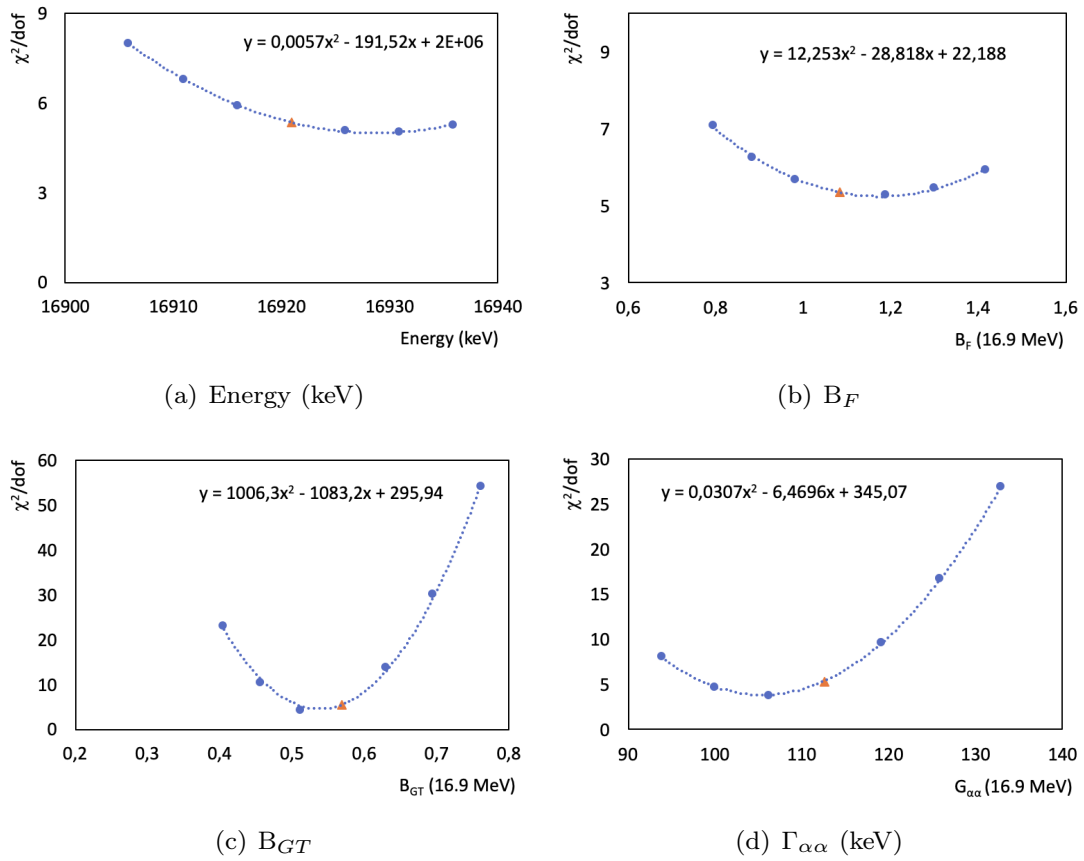 χ²/dof
9
y = 0,0057x² - 191,52x + 2E+06
6
3
0
16900 16910 16920 16930 16940
Energy (keV)
(a) Energy (keV)
χ²/dof
9
y = 12,253x² - 28,818x + 22,188
7
5
3
0,6 0,8 1 1,2 1,4 1,6
B_F (16.9 MeV)
(b) B_F
χ²/dof
60
y = 1006,3x² - 1083,2x + 295,94
50
40
30
20
10
0
0,2 0,3 0,4 0,5 0,6 0,7 0,8
B_GT (16.9 MeV)
(c) B_GT
χ²/dof
30
y = 0,0307x² - 6,4696x + 345,07
25
20
15
10
5
0
90 100 110 120 130 140
G_αα (16.9 MeV)
(d) Γ_αα (keV)